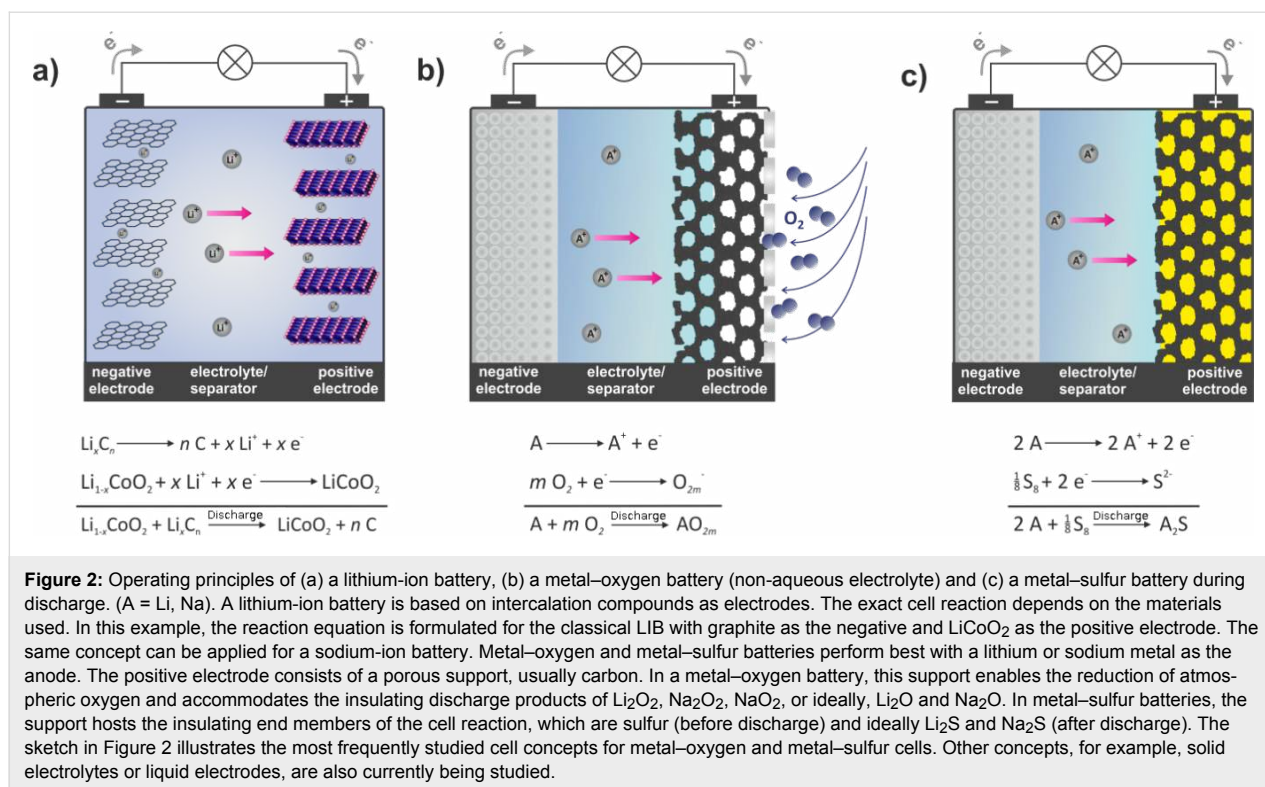 a)
e-
e-
−
+
Li+
Li+
Li+
Li+
negative electrode
electrolyte/ separator
positive electrode
LixCn ⟶ n C + x Li+ + x e-
Li1-xCoO2 + x Li+ + x e- ⟶ LiCoO2
Li1-xCoO2 + LixCn Discharge⟶ LiCoO2 + n C
b)
e-
e-
−
+
A+
A+
A+
A+
O2
negative electrode
electrolyte/ separator
positive electrode
A ⟶ A+ + e-
m O2 + e- ⟶ O2m-
A + m O2 Discharge⟶ AO2m
c)
e-
e-
−
+
A+
A+
A+
A+
negative electrode
electrolyte/ separator
positive electrode
2 A ⟶ 2 A+ + 2 e-
⅛S8 + 2 e- ⟶ S2-
2 A + ⅛S8 Discharge⟶ A2S
Figure 2: Operating principles of (a) a lithium-ion battery, (b) a metal–oxygen battery (non-aqueous electrolyte) and (c) a metal–sulfur battery during
discharge. (A = Li, Na). A lithium-ion battery is based on intercalation compounds as electrodes. The exact cell reaction depends on the materials
used. In this example, the reaction equation is formulated for the classical LIB with graphite as the negative and LiCoO2 as the positive electrode. The
same concept can be applied for a sodium-ion battery. Metal–oxygen and metal–sulfur batteries perform best with a lithium or sodium metal as the
anode. The positive electrode consists of a porous support, usually carbon. In a metal–oxygen battery, this support enables the reduction of atmos-
pheric oxygen and accommodates the insulating discharge products of Li2O2, Na2O2, NaO2, or ideally, Li2O and Na2O. In metal–sulfur batteries, the
support hosts the insulating end members of the cell reaction, which are sulfur (before discharge) and ideally Li2S and Na2S (after discharge). The
sketch in Figure 2 illustrates the most frequently studied cell concepts for metal–oxygen and metal–sulfur cells. Other concepts, for example, solid
electrolytes or liquid electrodes, are also currently being studied.